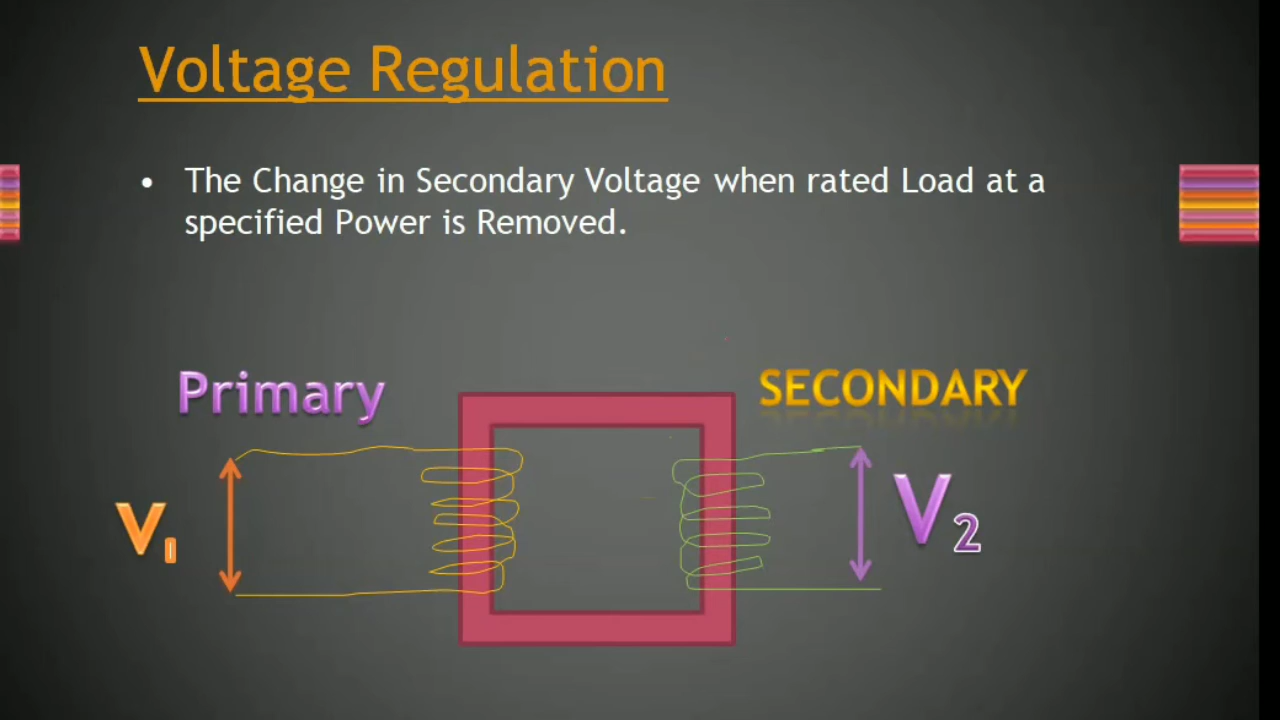 Voltage Regulation
• The Change in Secondary Voltage when rated Load at a
specified Power is Removed.
Primary
SECONDARY
V₁
V₂